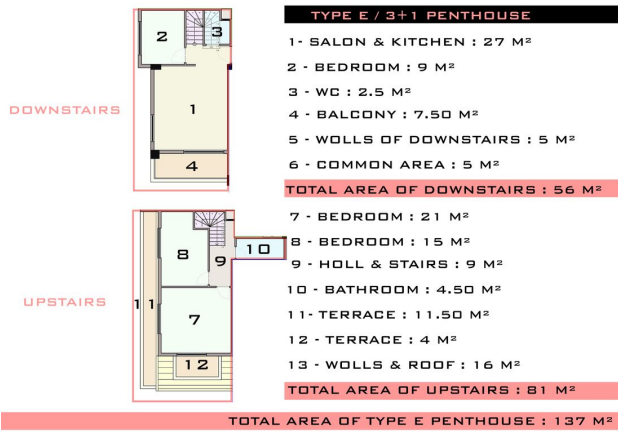 TYPE E / 3+1 PENTHOUSE
1- SALON & KITCHEN : 27 M²
2 - BEDROOM : 9 M²
3 - WC : 2.5 M²
4 - BALCONY : 7.50 M²
5 - WOLLS OF DOWNSTAIRS : 5 M²
6 - COMMON AREA : 5 M²
TOTAL AREA OF DOWNSTAIRS : 56 M²
DOWNSTAIRS
2
3
1
4
7 - BEDROOM : 21 M²
8 - BEDROOM : 15 M²
9 - HOLL & STAIRS : 9 M²
10 - BATHROOM : 4.50 M²
11- TERRACE : 11.50 M²
12 - TERRACE : 4 M²
13 - WOLLS & ROOF : 16 M²
TOTAL AREA OF UPSTAIRS : 81 M²
UPSTAIRS
8
9
10
11
7
12
TOTAL AREA OF TYPE E PENTHOUSE : 137 M²